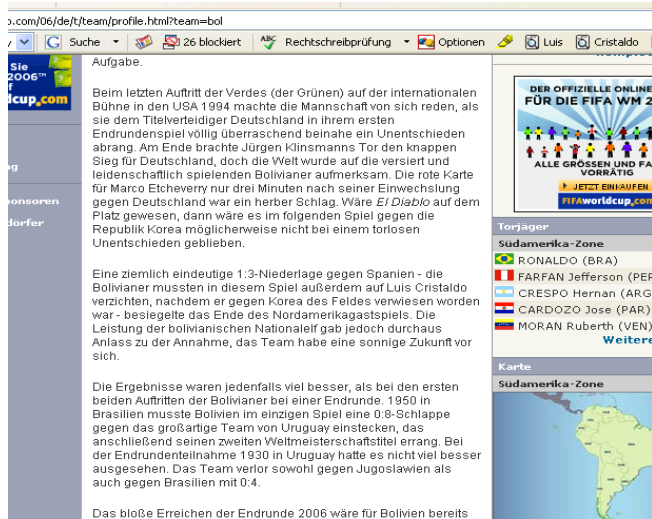 o.com/06/de/t/team/profile.html?team=bol
G Suche 26 blockiert ABC Rechtschreibprüfung Optionen Luis Cristaldo
Sie
2006™
f
dcup.com
g
onsoren
dörfer
Aufgabe.
Beim letzten Auftritt der Verdes (der Grünen) auf der internationalen
Bühne in den USA 1994 machte die Mannschaft von sich reden, als
sie dem Titelverteidiger Deutschland in ihrem ersten
Endrundenspiel völlig überraschend beinahe ein Unentschieden
abrang. Am Ende brachte Jürgen Klinsmanns Tor den knappen
Sieg für Deutschland, doch die Welt wurde auf die versiert und
leidenschaftlich spielenden Bolivianer aufmerksam. Die rote Karte
für Marco Etcheverry nur drei Minuten nach seiner Einwechslung
gegen Deutschland war ein herber Schlag. Wäre El Diablo auf dem
Platz gewesen, dann wäre es im folgenden Spiel gegen die
Republik Korea möglicherweise nicht bei einem torlosen
Unentschieden geblieben.
Eine ziemlich eindeutige 1:3-Niederlage gegen Spanien - die
Bolivianer mussten in diesem Spiel außerdem auf Luis Cristaldo
verzichten, nachdem er gegen Korea des Feldes verwiesen worden
war - besiegelte das Ende des Nordamerikagastspiels. Die
Leistung der bolivianischen Nationalelf gab jedoch durchaus
Anlass zu der Annahme, das Team habe eine sonnige Zukunft vor
sich.
Die Ergebnisse waren jedenfalls viel besser, als bei den ersten
beiden Auftritten der Bolivianer bei einer Endrunde. 1950 in
Brasilien musste Bolivien im einzigen Spiel eine 0:8-Schlappe
gegen das großartige Team von Uruguay einstecken, das
anschließend seinen zweiten Weltmeisterschaftstitel errang. Bei
der Endrundenteilnahme 1930 in Uruguay hatte es nicht viel besser
ausgesehen. Das Team verlor sowohl gegen Jugoslawien als
auch gegen Brasilien mit 0:4.
Das bloße Erreichen der Endrunde 2006 wäre für Bolivien bereits
DER OFFIZIELLE ONLINE
FÜR DIE FIFA WM 2
ALLE GRÖSSEN UND FA
VORRÄTIG
JETZT EINKAUFEN
FIFAworldcup.com
Torjäger
Südamerika-Zone
RONALDO (BRA)
FARFAN Jefferson (PER
CRESPO Hernan (ARG
CARDOZO Jose (PAR)
MORAN Ruberth (VEN)
Weitere
Karte
Südamerika-Zone